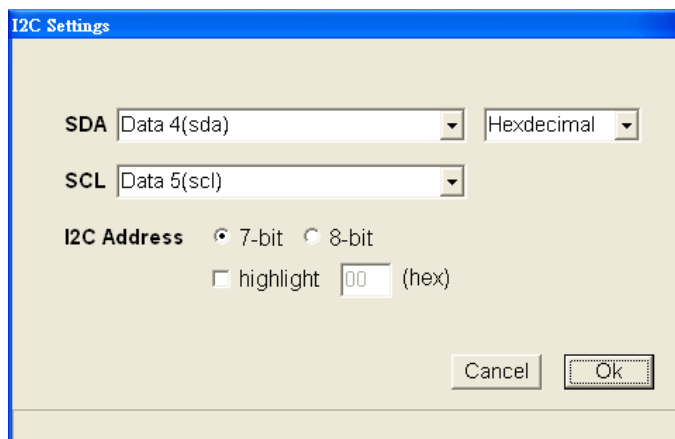 I2C Settings
SDA Data 4(sda) Hexdecimal
SCL Data 5(scl)
I2C Address 7-bit 8-bit
highlight 00 (hex)
Cancel Ok